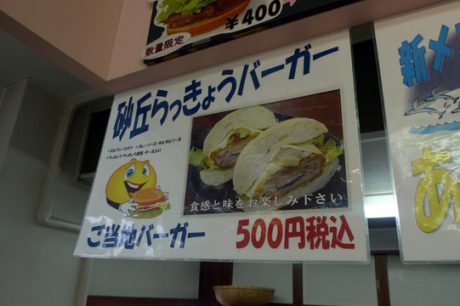 ¥400
数量限定
砂丘らっきょうバーガー
食感と味をお楽しみ下さい
ご当地バーガー
500円税込
新メ
あ